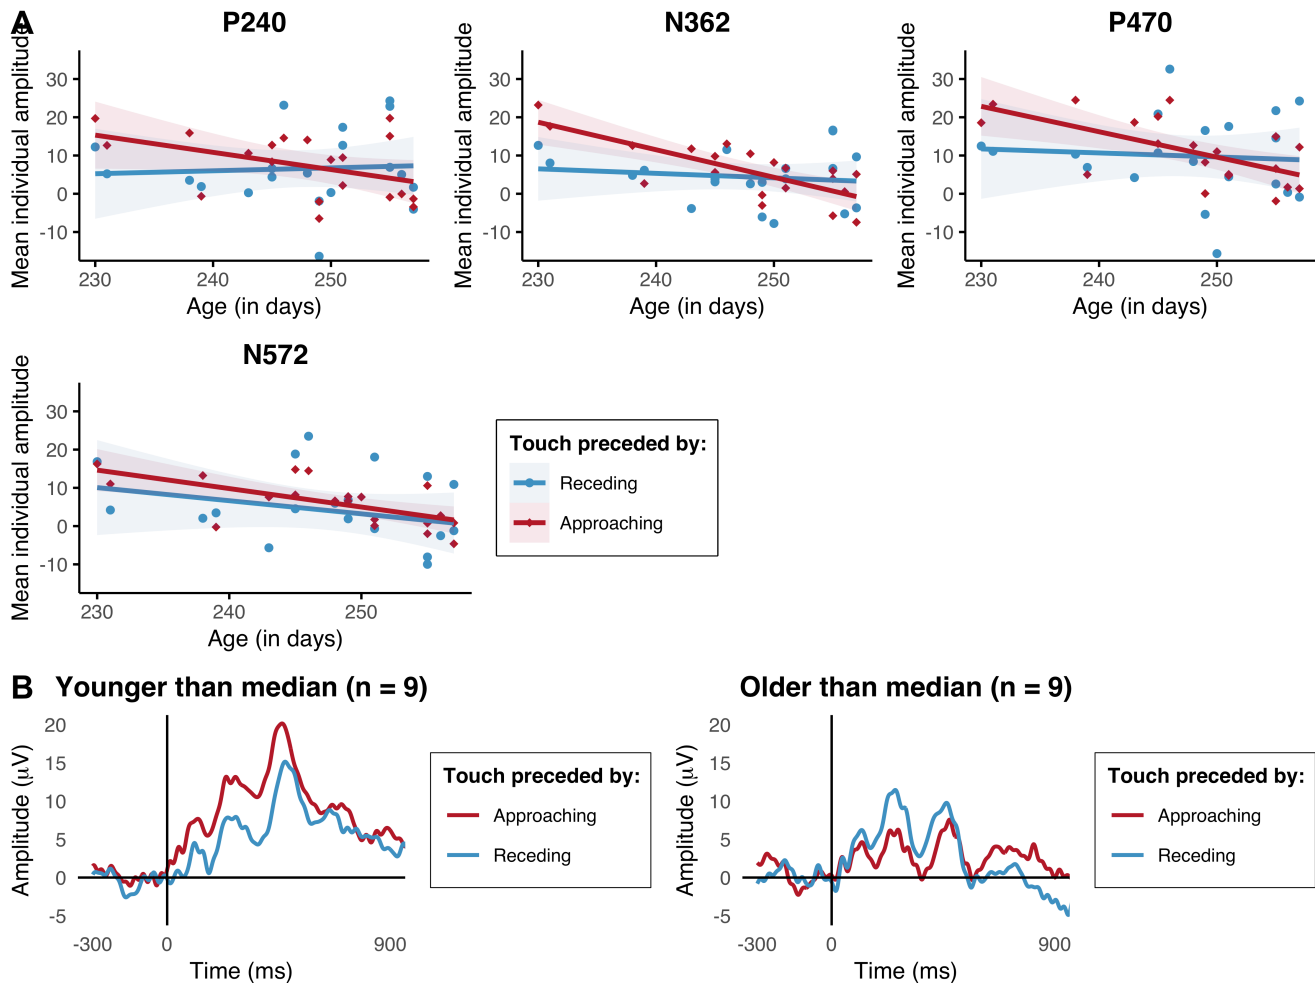 A
P240
N362
P470
Mean individual amplitude
30
20
10
0
-10
230
240
250
Age (in days)
Mean individual amplitude
30
20
10
0
-10
230
240
250
Age (in days)
Mean individual amplitude
30
20
10
0
-10
230
240
250
Age (in days)
N572
Mean individual amplitude
30
20
10
0
-10
230
240
250
Age (in days)
Touch preceded by:
Receding
Approaching
B
Younger than median (n = 9)
Amplitude (μV)
20
15
10
5
0
-5
-300
0
900
Time (ms)
Touch preceded by:
Approaching
Receding
Older than median (n = 9)
Amplitude (μV)
20
15
10
5
0
-5
-300
0
900
Time (ms)
Touch preceded by:
Approaching
Receding